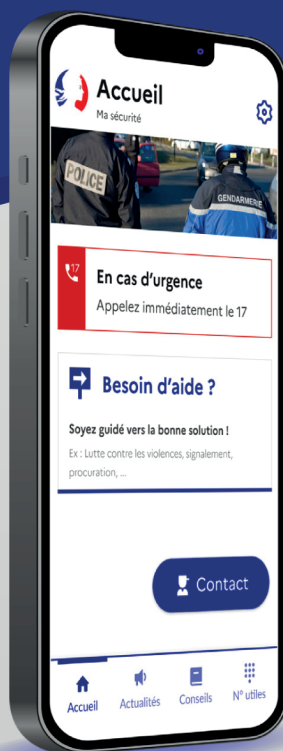 Accueil
Ma sécurité
POLICE
GENDARMERIE
17
En cas d'urgence
Appelez immédiatement le 17
Besoin d'aide ?
Soyez guidé vers la bonne solution !
Ex : Lutte contre les violences, signalement,
procuration, ...
Contact
Accueil
Actualités
Conseils
N° utiles